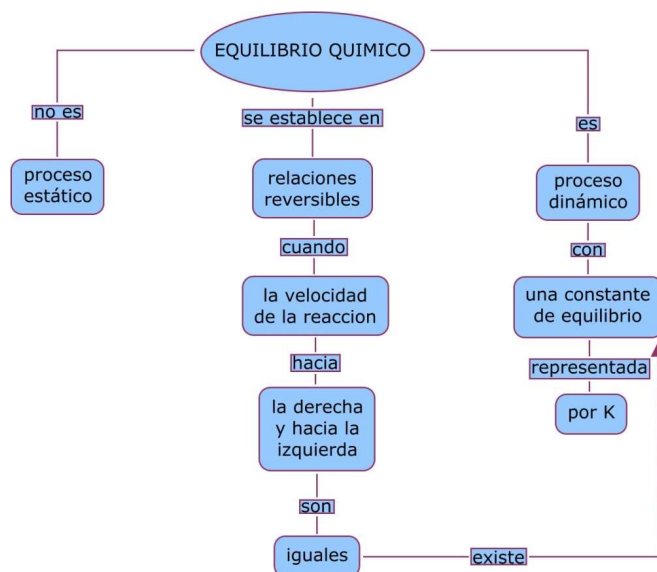 EQUILIBRIO QUIMICO
no es
proceso
estático
se establece en
relaciones
reversibles
cuando
la velocidad
de la reaccion
hacia
la derecha
y hacia la
izquierda
son
iguales
existe
es
proceso
dinámico
con
una constante
de equilibrio
representada
por K